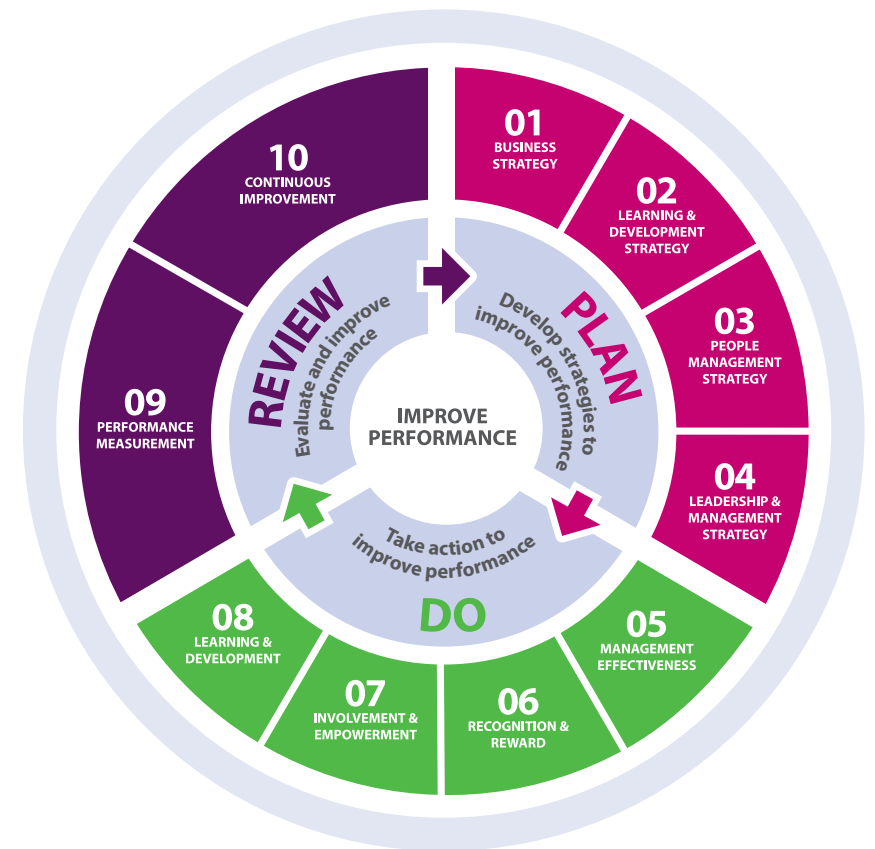 IMPROVE
PERFORMANCE
PLAN
Develop strategies to
improve performance
01
BUSINESS
STRATEGY
02
LEARNING &
DEVELOPMENT
STRATEGY
03
PEOPLE
MANAGEMENT
STRATEGY
04
LEADERSHIP &
MANAGEMENT
STRATEGY
DO
Take action to
improve performance
05
MANAGEMENT
EFFECTIVENESS
06
RECOGNITION &
REWARD
07
INVOLVEMENT &
EMPOWERMENT
08
LEARNING &
DEVELOPMENT
REVIEW
Evaluate and improve
performance
09
PERFORMANCE
MEASUREMENT
10
CONTINUOUS
IMPROVEMENT